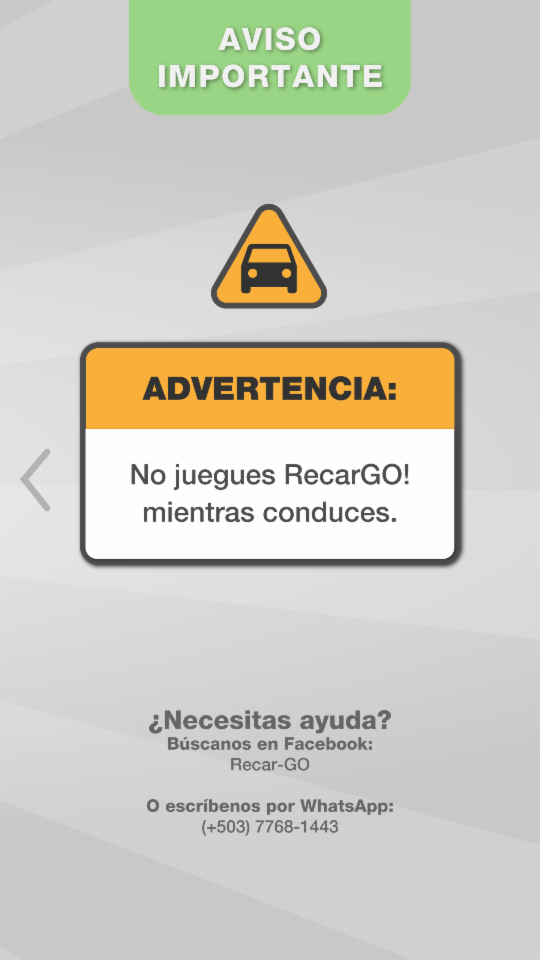 AVISO
IMPORTANTE
ADVERTENCIA:
No juegues RecarGO!
mientras conduces.
¿Necesitas ayuda?
Búscanos en Facebook:
Recar-GO
O escríbenos por WhatsApp:
(+503) 7768-1443